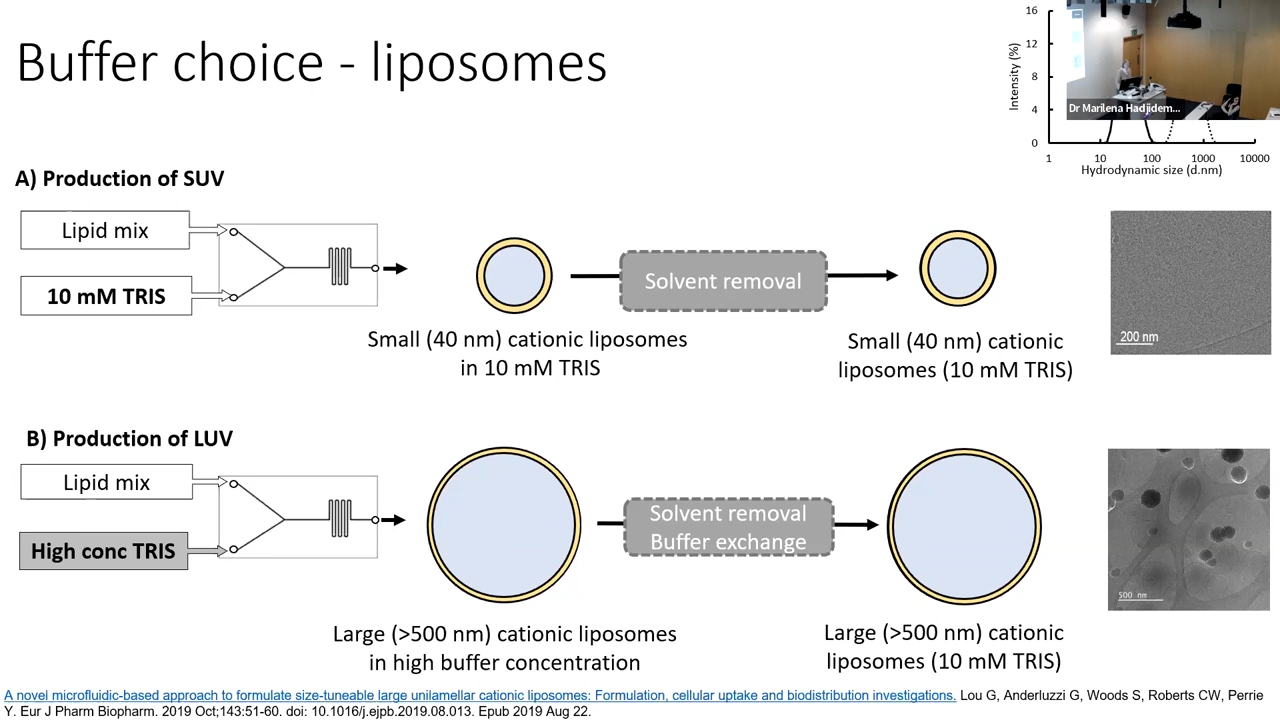 Buffer choice - liposomes
16
12
8
4
0
Intensity (%)
1
10
100
1000
10000
Hydrodynamic size (d.nm)
Dr Marilena Hadjidem...
A) Production of SUV
Lipid mix
10 mM TRIS
Small (40 nm) cationic liposomes
in 10 mM TRIS
Solvent removal
Small (40 nm) cationic
liposomes (10 mM TRIS)
200 nm
B) Production of LUV
Lipid mix
High conc TRIS
Large (>500 nm) cationic liposomes
in high buffer concentration
Solvent removal
Buffer exchange
Large (>500 nm) cationic
liposomes (10 mM TRIS)
500 nm
A novel microfluidic-based approach to formulate size-tuneable large unilamellar cationic liposomes: Formulation, cellular uptake and biodistribution investigations. Lou G, Anderluzzi G, Woods S, Roberts CW, Perrie
Y. Eur J Pharm Biopharm. 2019 Oct;143:51-60. doi: 10.1016/j.ejpb.2019.08.013. Epub 2019 Aug 22.